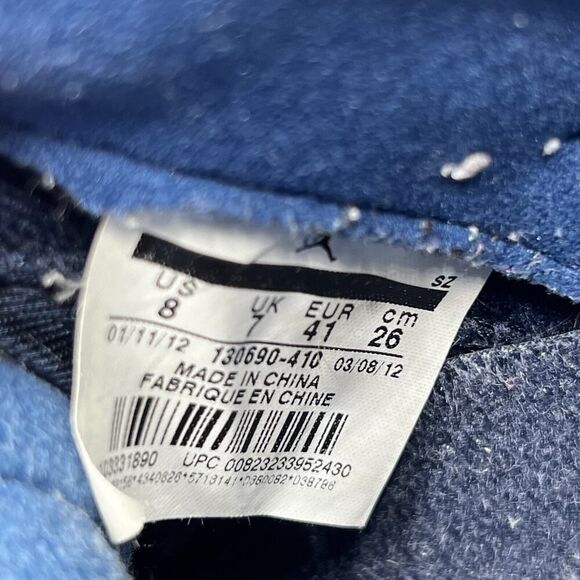 SZ
US UK EUR cm
8 7 41 26
01/11/12 130690-410 03/08/12
MADE IN CHINA
FABRIQUE EN CHINE
UPC 00823233952430